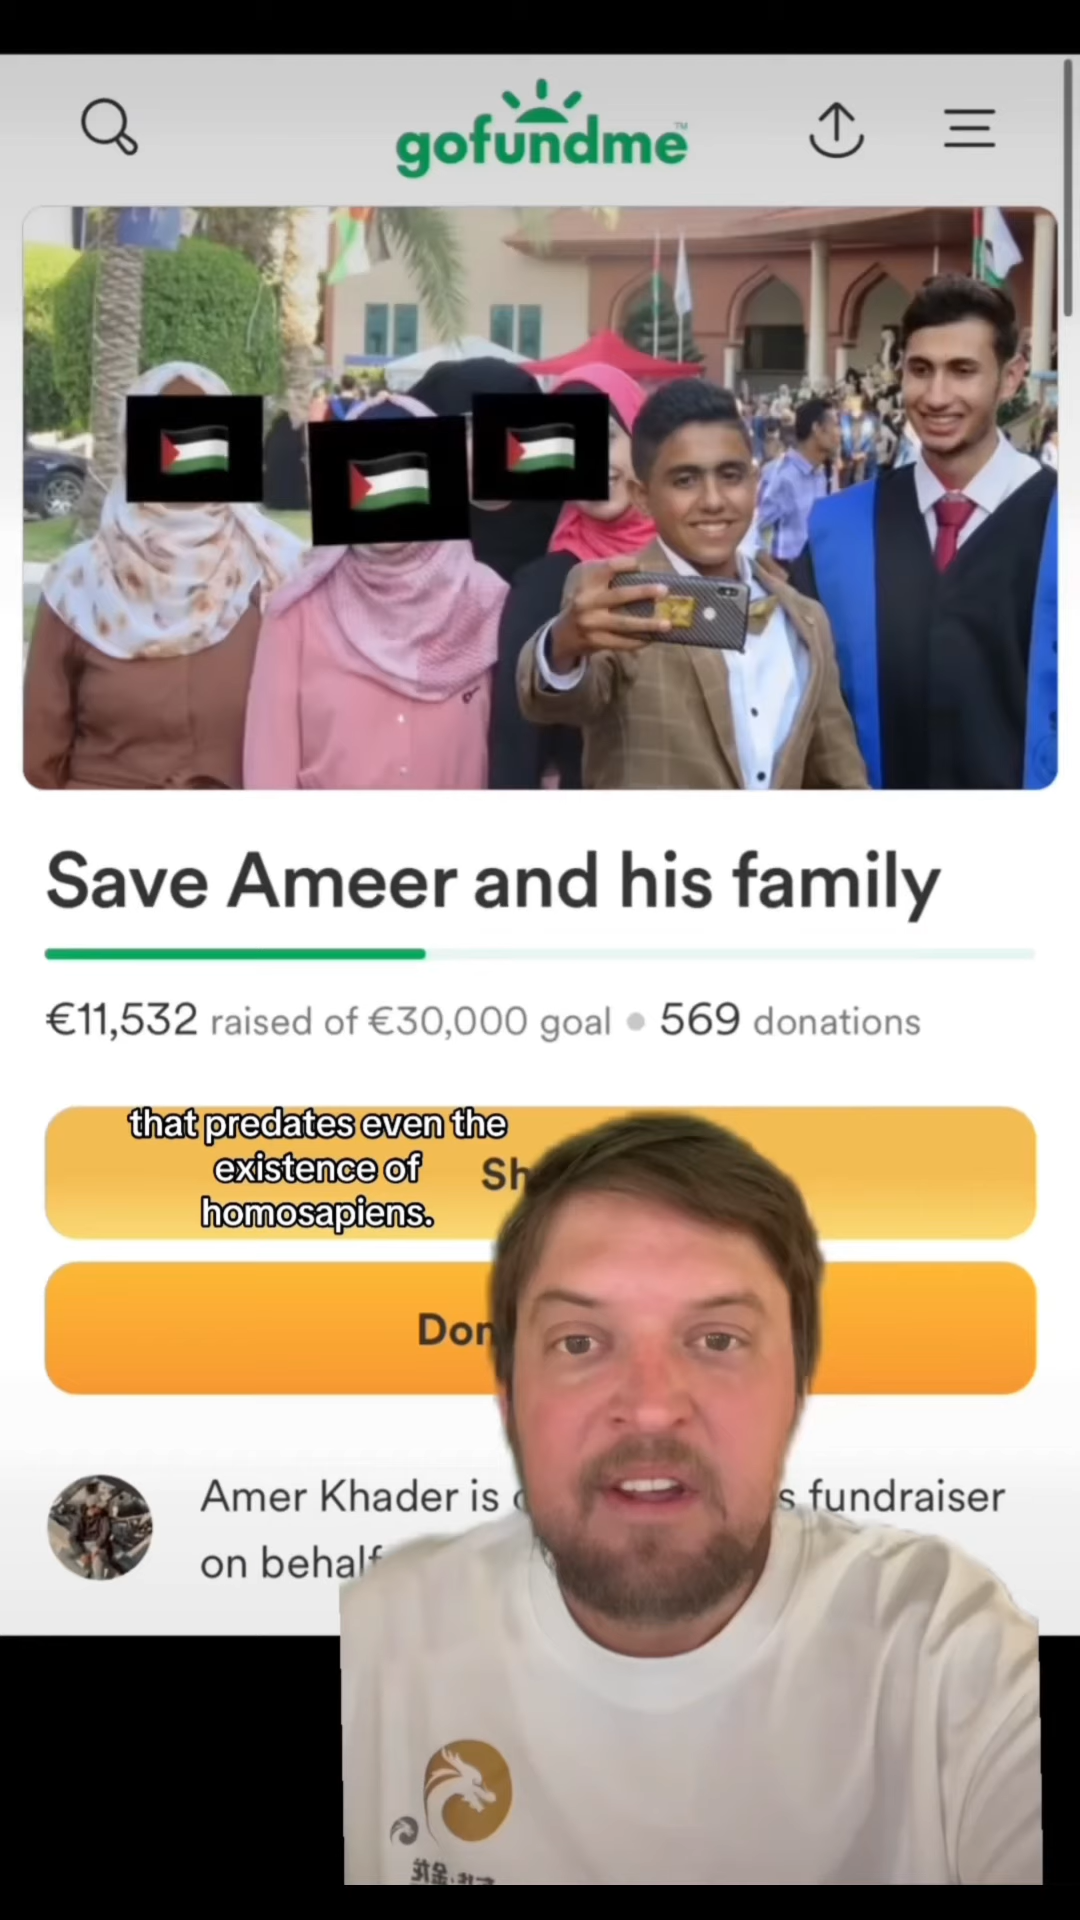 gofundme™
Save Ameer and his family
€11,532 raised of €30,000 goal • 569 donations
that predates even the
existence of
homosapiens.
Sh
Don
Amer Khader is s fundraiser
on behalf